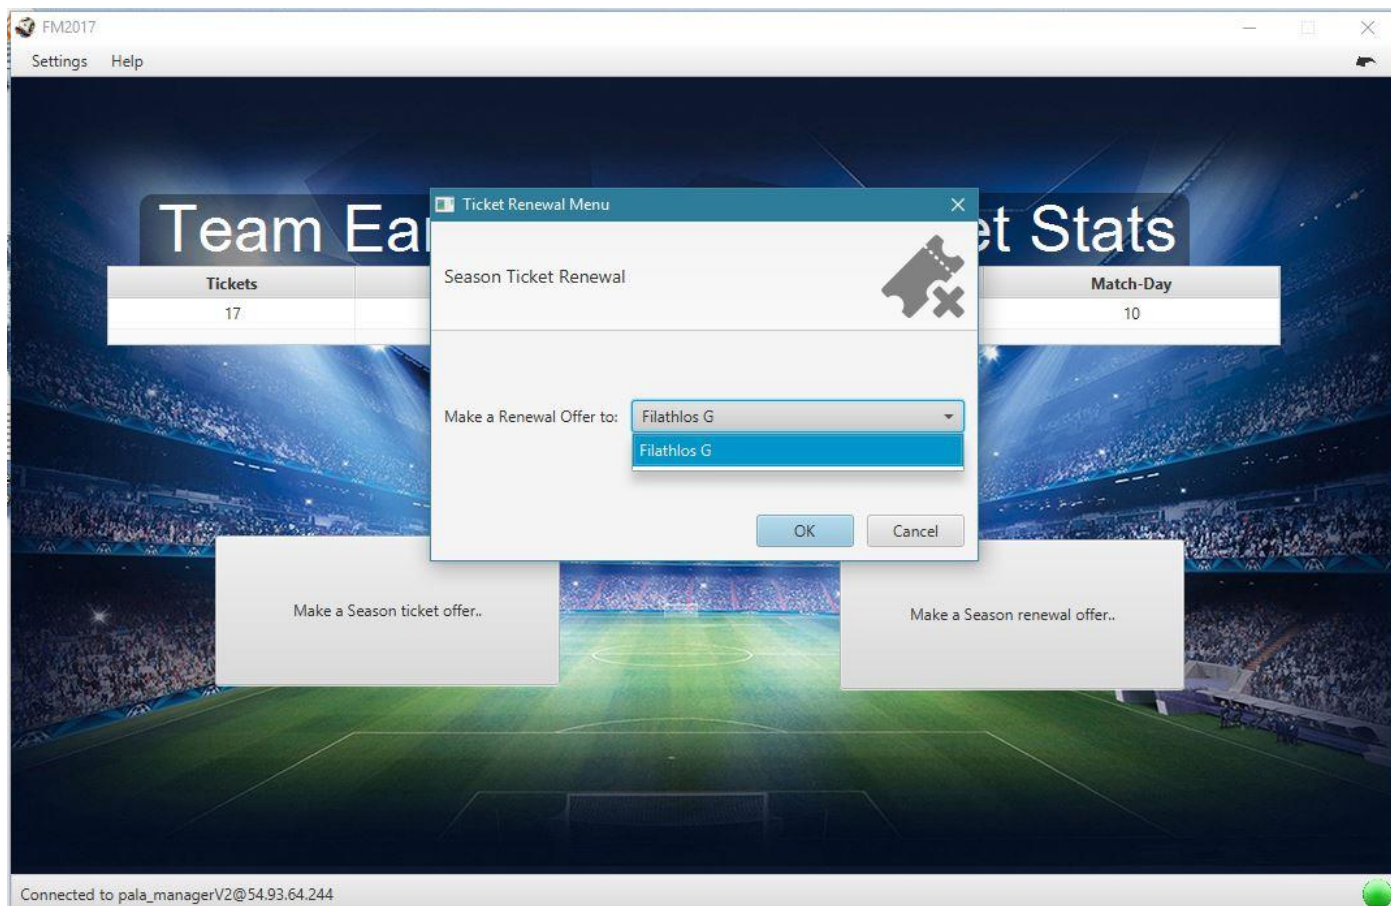 FM2017
Settings Help
Ticket Renewal Menu
Team Ea et Stats
Season Ticket Renewal
Tickets Match-Day
17 10
Make a Renewal Offer to: Filathlos G
Filathlos G
OK Cancel
Make a Season ticket offer.. Make a Season renewal offer..
Connected to pala_managerV2@54.93.64.244